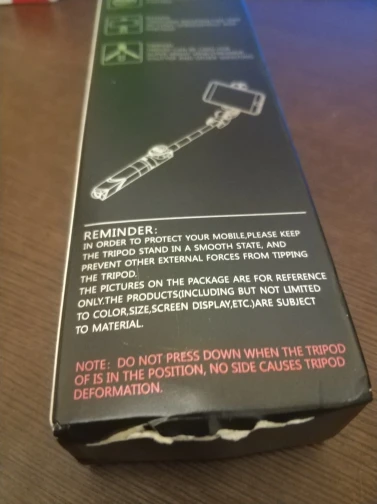 REMINDER:
IN ORDER TO PROTECT YOUR MOBILE,PLEASE KEEP
THE TRIPOD STAND IN A SMOOTH STATE, AND
PREVENT OTHER EXTERNAL FORCES FROM TIPPING
THE TRIPOD.
THE PICTURES ON THE PACKAGE ARE FOR REFERENCE
ONLY.THE PRODUCTS(INCLUDING BUT NOT LIMITED
TO COLOR,SIZE,SCREEN DISPLAY,ETC.)ARE SUBJECT
TO MATERIAL.
NOTE: DO NOT PRESS DOWN WHEN THE TRIPOD
OF IS IN THE POSITION, NO SIDE CAUSES TRIPOD
DEFORMATION.